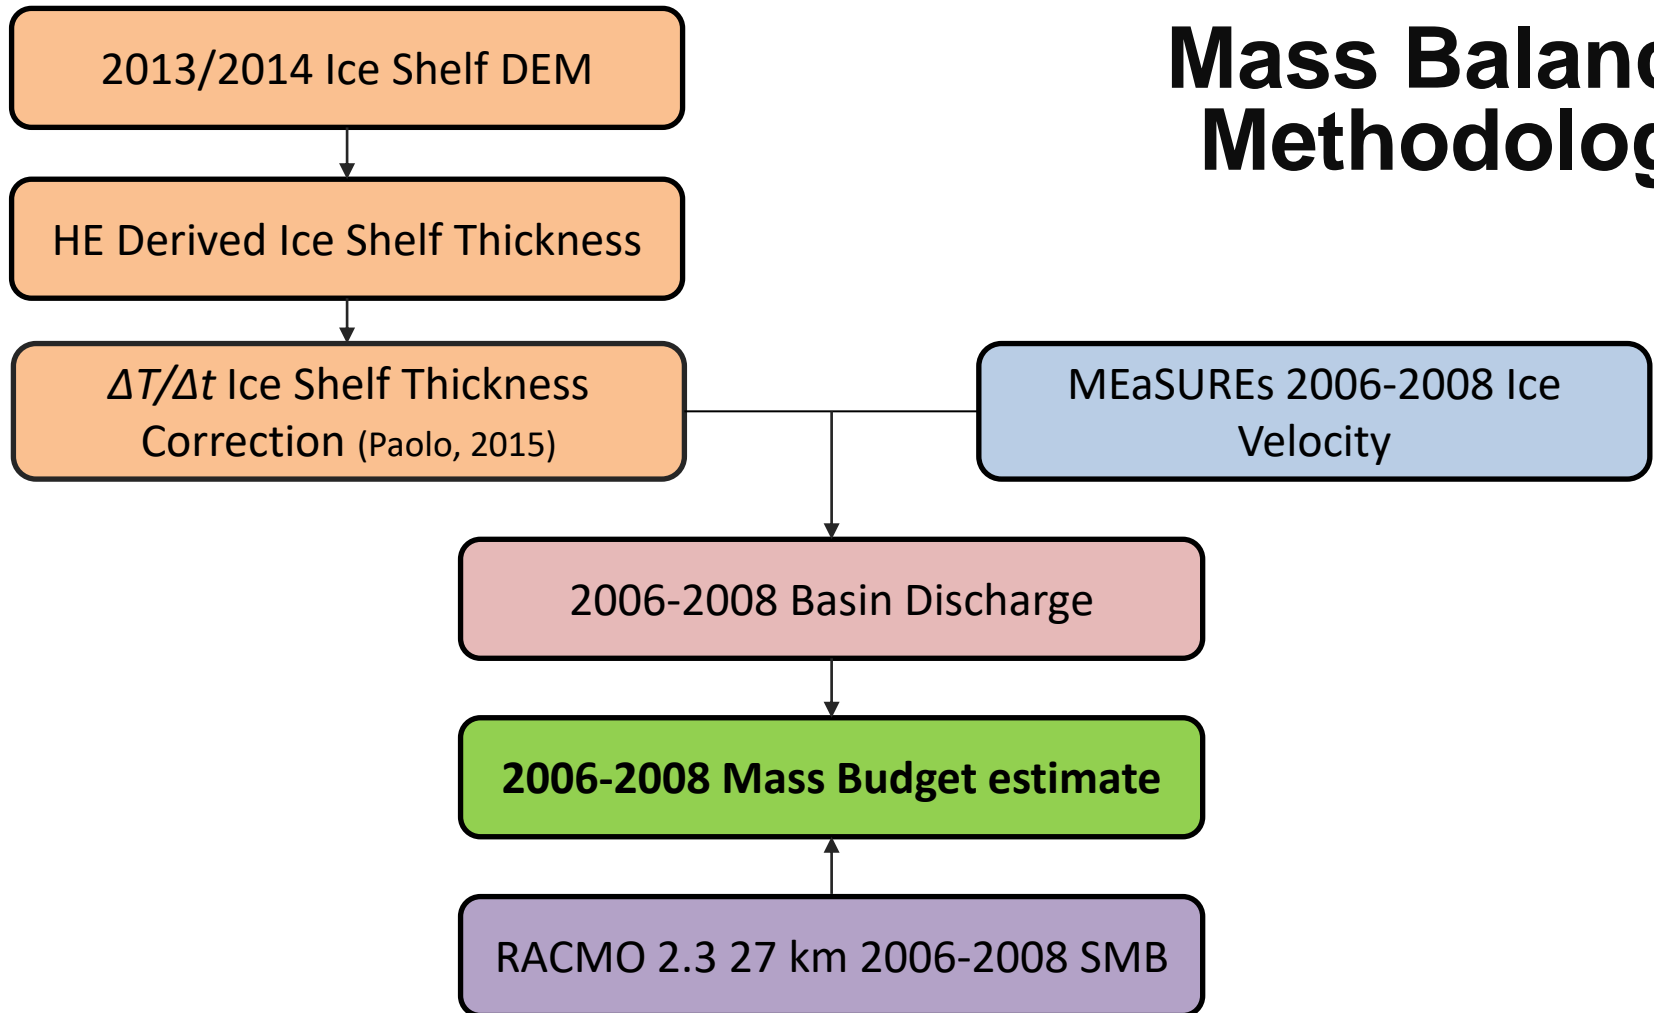 2013/2014 Ice Shelf DEM
Mass Balanc
Methodolog
HE Derived Ice Shelf Thickness
ΔT/Δt Ice Shelf Thickness
Correction (Paolo, 2015)
MEaSUREs 2006-2008 Ice
Velocity
2006-2008 Basin Discharge
2006-2008 Mass Budget estimate
RACMO 2.3 27 km 2006-2008 SMB